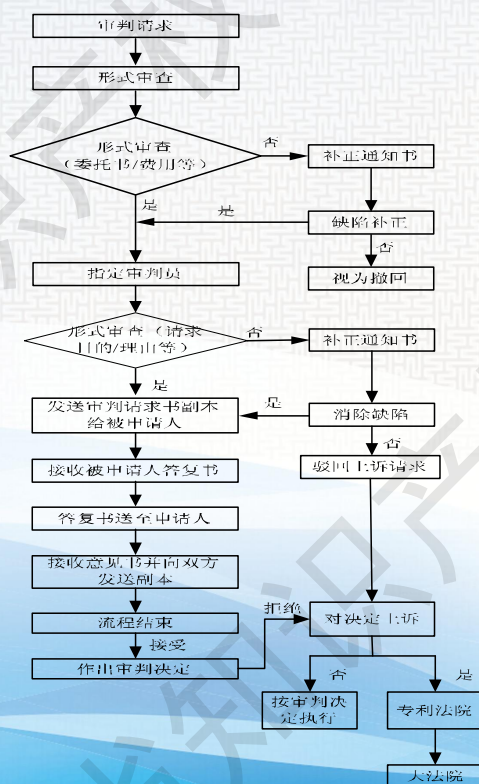 审判请求
形式审查
形式审查
（委托书/费用等）
否
补正通知书
是
是
缺陷补正
否
指定审判员
视为撤回
形式审查（请求
目的/理由等）
否
补正通知书
是
发送审判请求书副本
给被申请人
是
消除缺陷
否
接收被申请人答复书
驳回上诉请求
答复书送至申请人
接收意见书并向双方
发送副本
拒绝
流程结束
对决定上诉
接受
作出审判决定
否
是
按审判决
定执行
专利法院
大法院